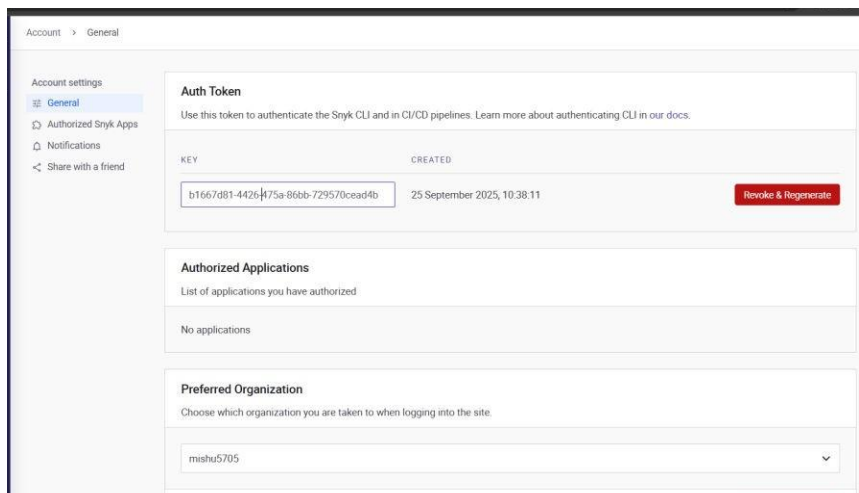 Account > General
Account settings
General
Authorized Snyk Apps
Notifications
Share with a friend
Auth Token
Use this token to authenticate the Snyk CLI and in CI/CD pipelines. Learn more about authenticating CLI in our docs.
KEY CREATED
b1667d81-4426-475a-86bb-729570cead4b 25 September 2025, 10:38:11 Revoke & Regenerate
Authorized Applications
List of applications you have authorized
No applications
Preferred Organization
Choose which organization you are taken to when logging into the site.
mishu5705